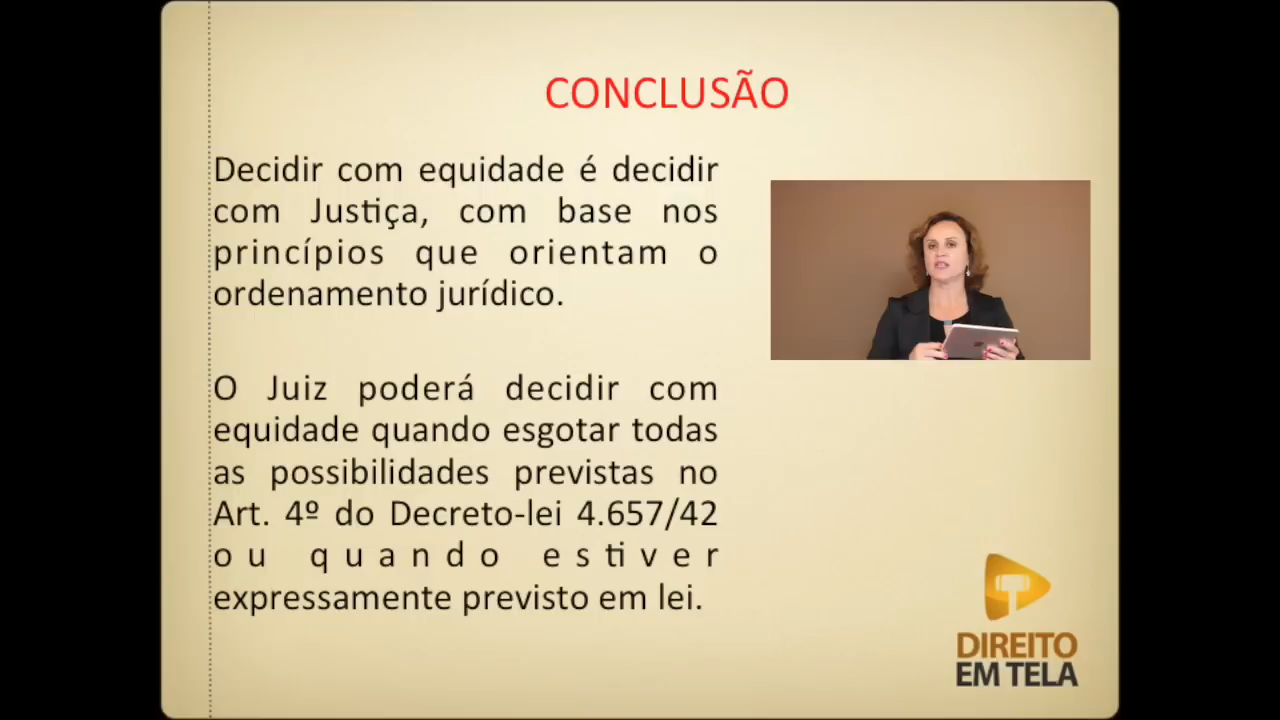 CONCLUSÃO
Decidir com equidade é decidir
com Justiça, com base nos
princípios que orientam o
ordenamento jurídico.
O Juiz poderá decidir com
equidade quando esgotar todas
as possibilidades previstas no
Art. 4º do Decreto-lei 4.657/42
ou quando estiver
expressamente previsto em lei.
DIREITO
EM TELA